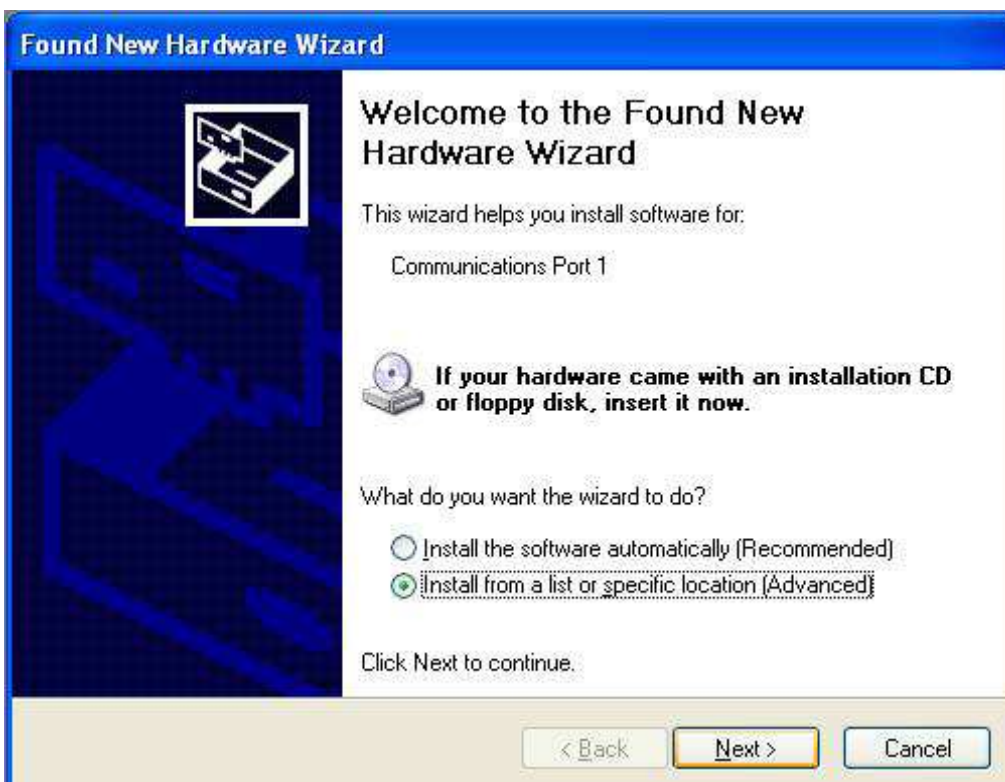 Found New Hardware Wizard
Welcome to the Found New
Hardware Wizard
This wizard helps you install software for:
Communications Port 1
If your hardware came with an installation CD
or floppy disk, insert it now.
What do you want the wizard to do?
Install the software automatically (Recommended)
Install from a list or specific location (Advanced)
Click Next to continue.
< Back Next > Cancel